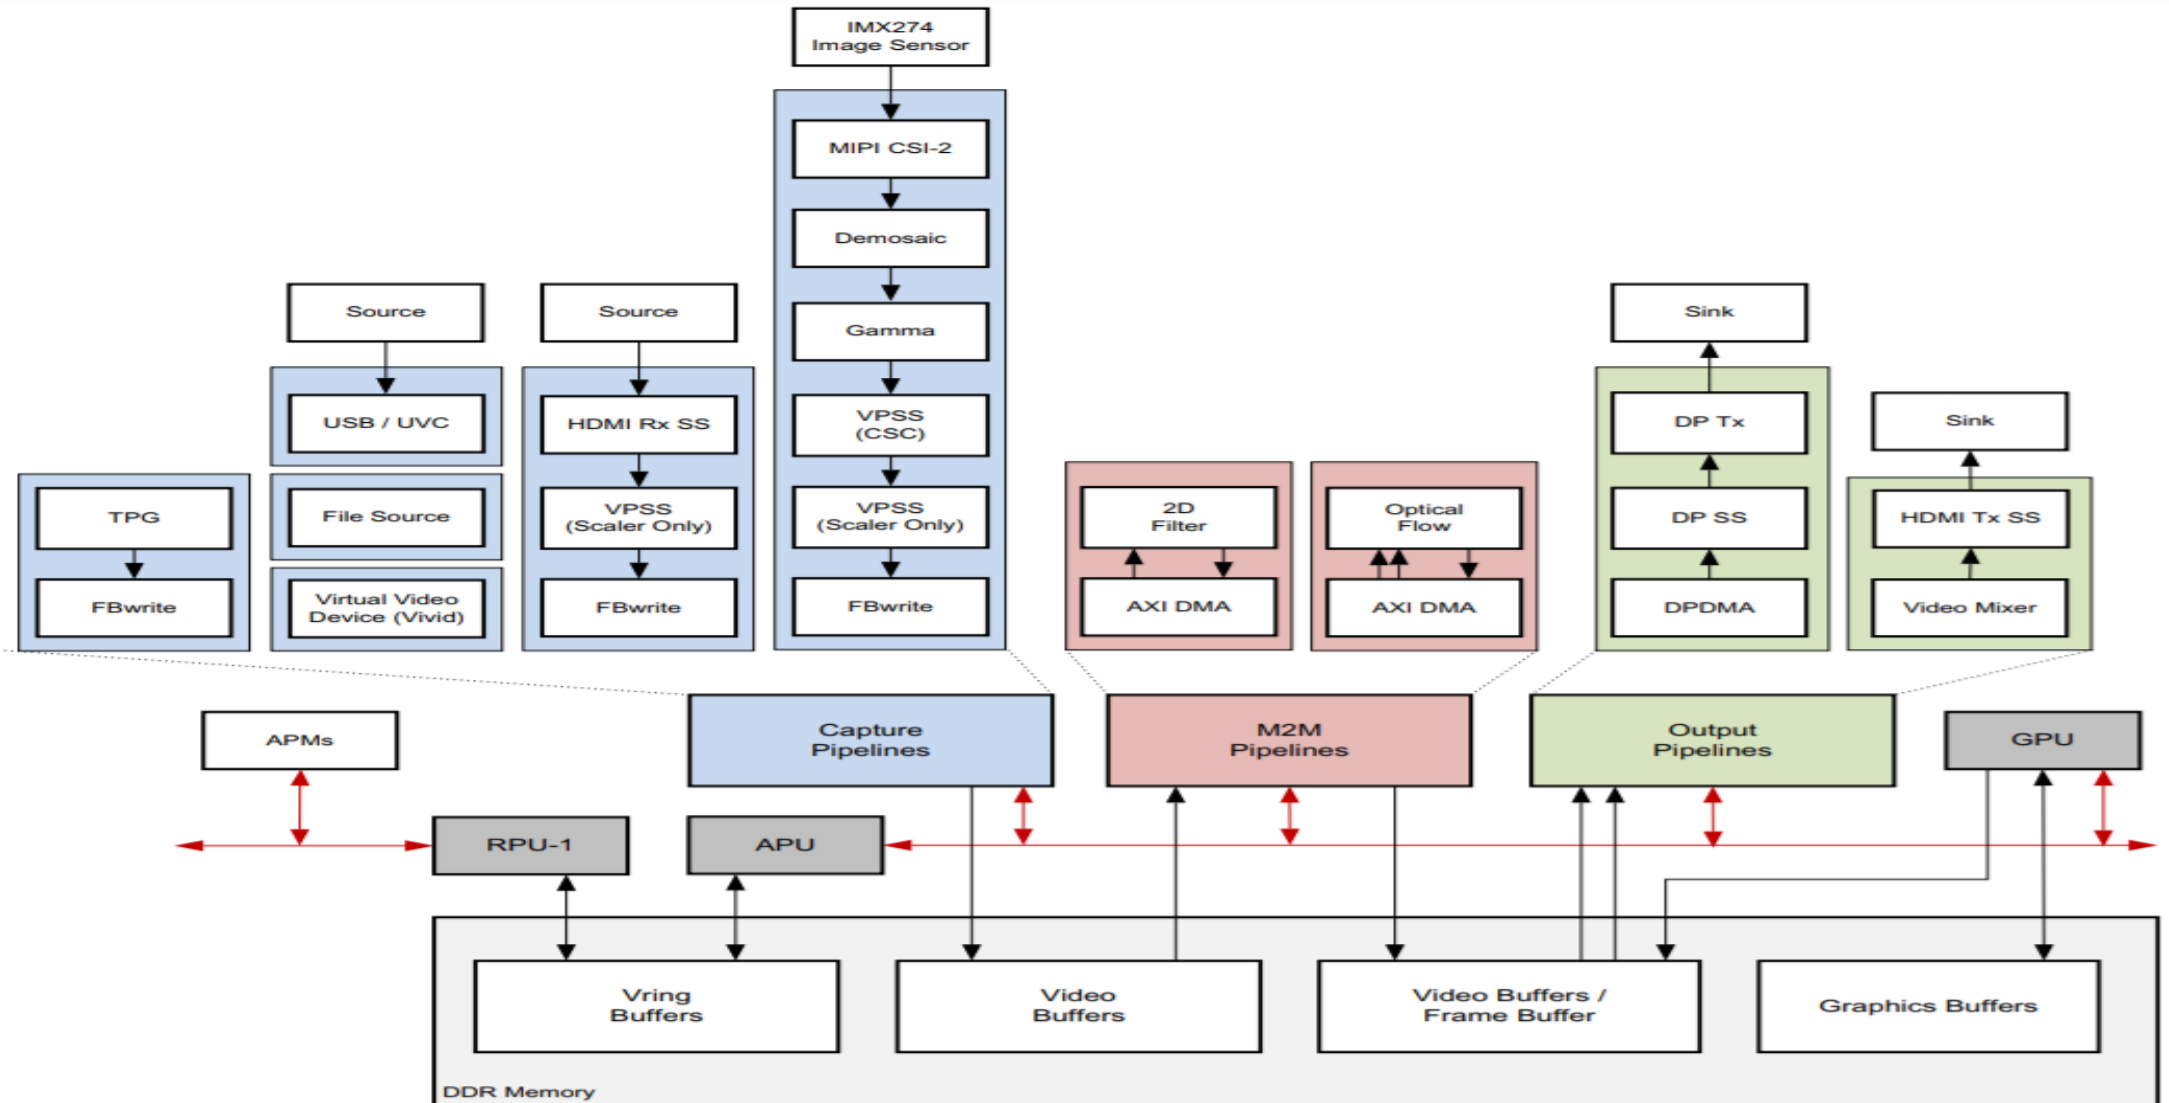 IMX274
Image Sensor
MIPI CSI-2
Demosaic
Gamma
VPSS
(CSC)
VPSS
(Scaler Only)
FBwrite
Source
HDMI Rx SS
VPSS
(Scaler Only)
FBwrite
Source
USB / UVC
File Source
Virtual Video
Device (Vivid)
TPG
FBwrite
2D
Filter
AXI DMA
Optical
Flow
AXI DMA
Sink
DP Tx
DP SS
DPDMA
Sink
HDMI Tx SS
Video Mixer
APMs
Capture
Pipelines
M2M
Pipelines
Output
Pipelines
GPU
RPU-1
APU
Vring
Buffers
Video
Buffers
Video Buffers /
Frame Buffer
Graphics Buffers
DDR Memory